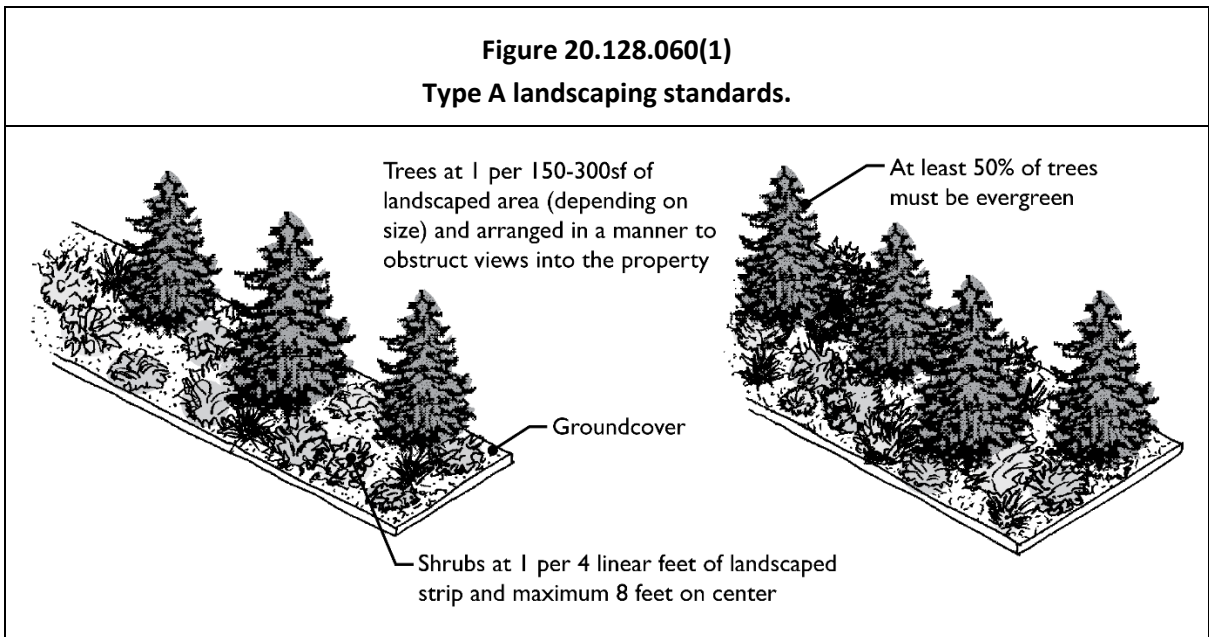 Figure 20.128.060(1)
Type A landscaping standards.
Trees at 1 per 150-300sf of
landscaped area (depending on
size) and arranged in a manner to
obstruct views into the property
At least 50% of trees
must be evergreen
Groundcover
Shrubs at 1 per 4 linear feet of landscaped
strip and maximum 8 feet on center